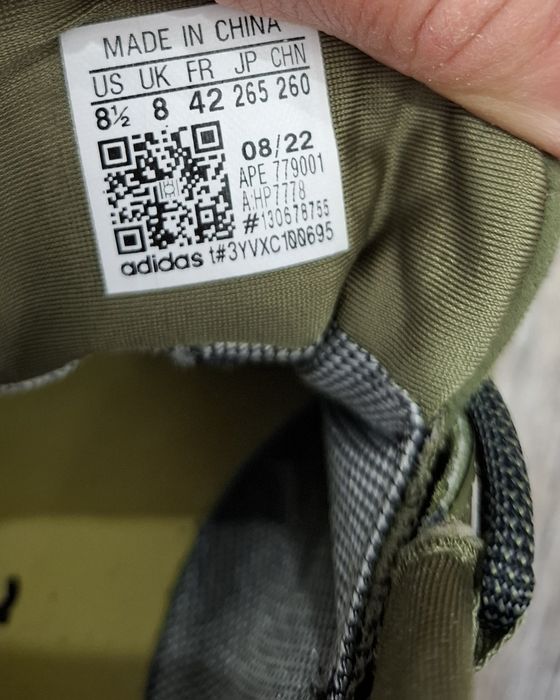 MADE IN CHINA
US UK FR JP CHN
8½ 8 42 265 260
08/22
APE 779001
A:HP7778
#130678755
adidas t#3YVXC100695